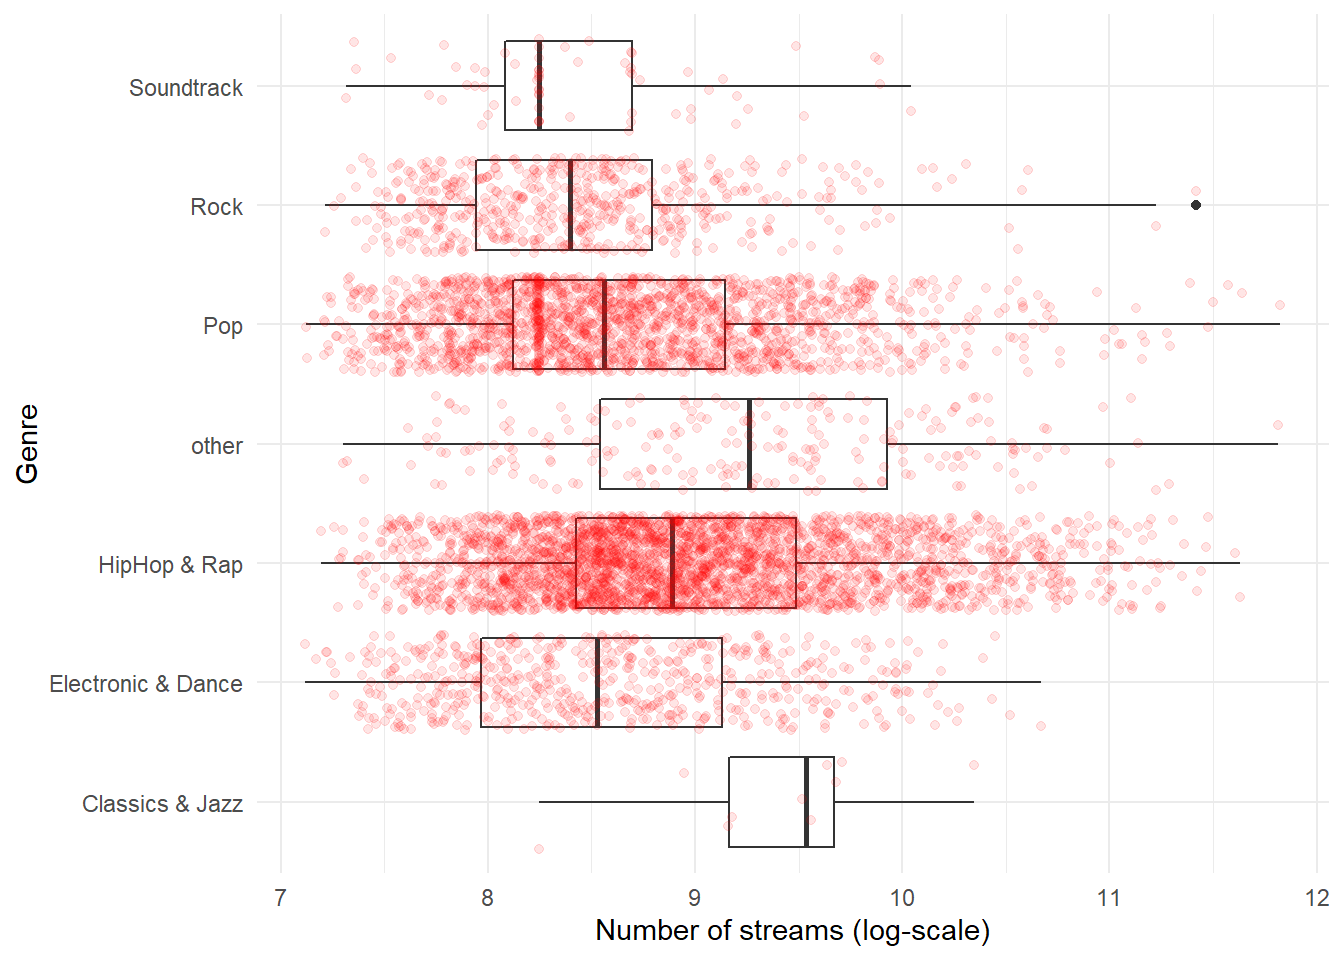 Soundtrack
Rock
Pop
other
HipHop & Rap
Electronic & Dance
Classics & Jazz
Genre
7 8 9 10 11 12
Number of streams (log-scale)